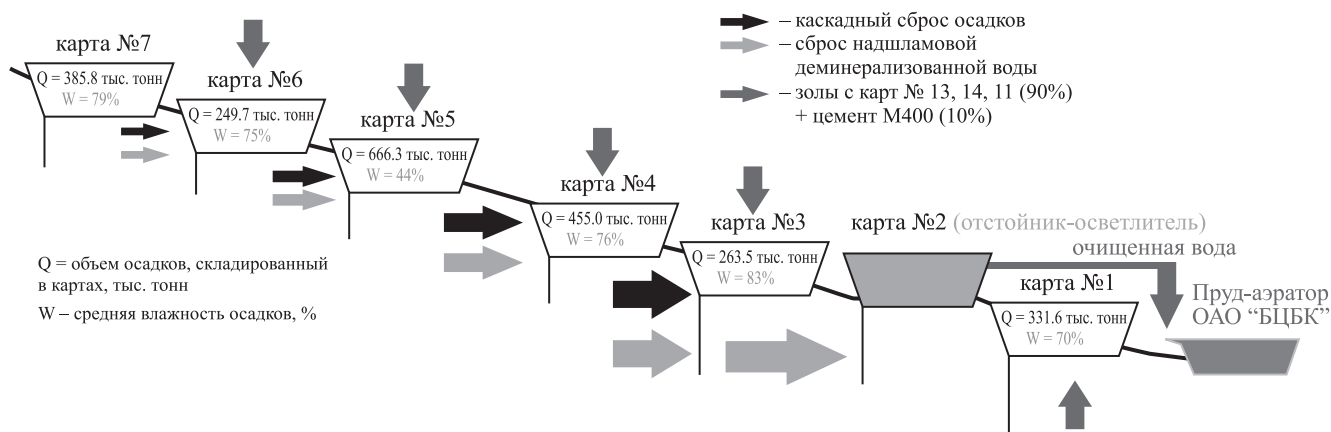 карта №7
Q = 385.8 тыс. тонн
W = 79%
карта №6
Q = 249.7 тыс. тонн
W = 75%
карта №5
Q = 666.3 тыс. тонн
W = 44%
карта №4
Q = 455.0 тыс. тонн
W = 76%
карта №3
Q = 263.5 тыс. тонн
W = 83%
карта №2 (отстойник-осветлитель)
очищенная вода
карта №1
Q = 331.6 тыс. тонн
W = 70%
Пруд-аэратор
ОАО “БЦБК”
– каскадный сброс осадков
– сброс надшламовой
деминерализованной воды
– золы с карт № 13, 14, 11 (90%)
+ цемент М400 (10%)
Q = объем осадков, складированный
в картах, тыс. тонн
W – средняя влажность осадков, %